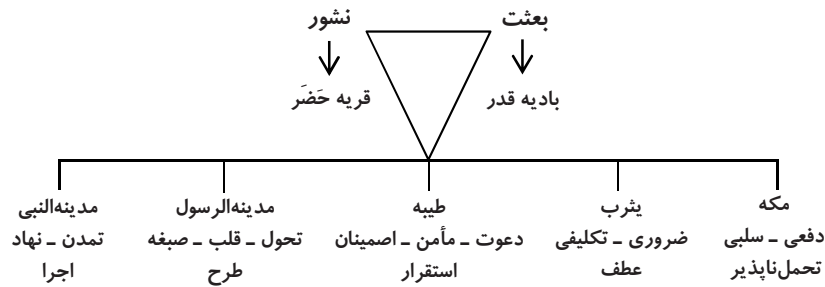 بعثت
نشور
بادیه قدر
قریه حَضَر
مکه
دفعی ـ سلبی
تحمل‌ناپذیر
یثرب
ضروری ـ تکلیفی
عطف
طیبه
دعوت ـ مأمن ـ اصمینان
استقرار
مدینه‌الرسول
تحول ـ قلب ـ صبغه
طرح
مدینه‌النبی
تمدن ـ نهاد
اجرا